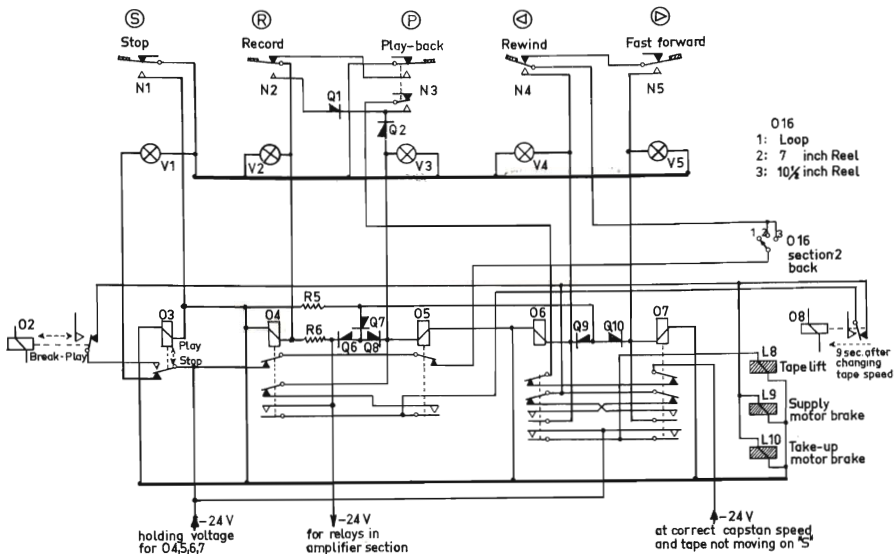 S R P
Stop Record Play-back Rewind Fast forward
N1 N2 N3 N4 N5
Q1
Q2
V1 V2 V3 V4 V5
O16
1: Loop
2: 7 inch Reel
3: 10½ inch Reel
1 2 3
O16
section 2
back
R5
O2 O3 O4 R6 Q7 O5 O6 Q9 Q10 O7 O8
Q6 Q8
Play
Break-Play
Stop
9 sec. after
changing
tape speed
L8
Tape lift
L9
Supply
motor brake
L10
Take-up
motor brake
-24 V
holding voltage
for O4,5,6,7
-24 V
for relays in
amplifier section
-24 V
at correct capstan speed
and tape not moving on "S"